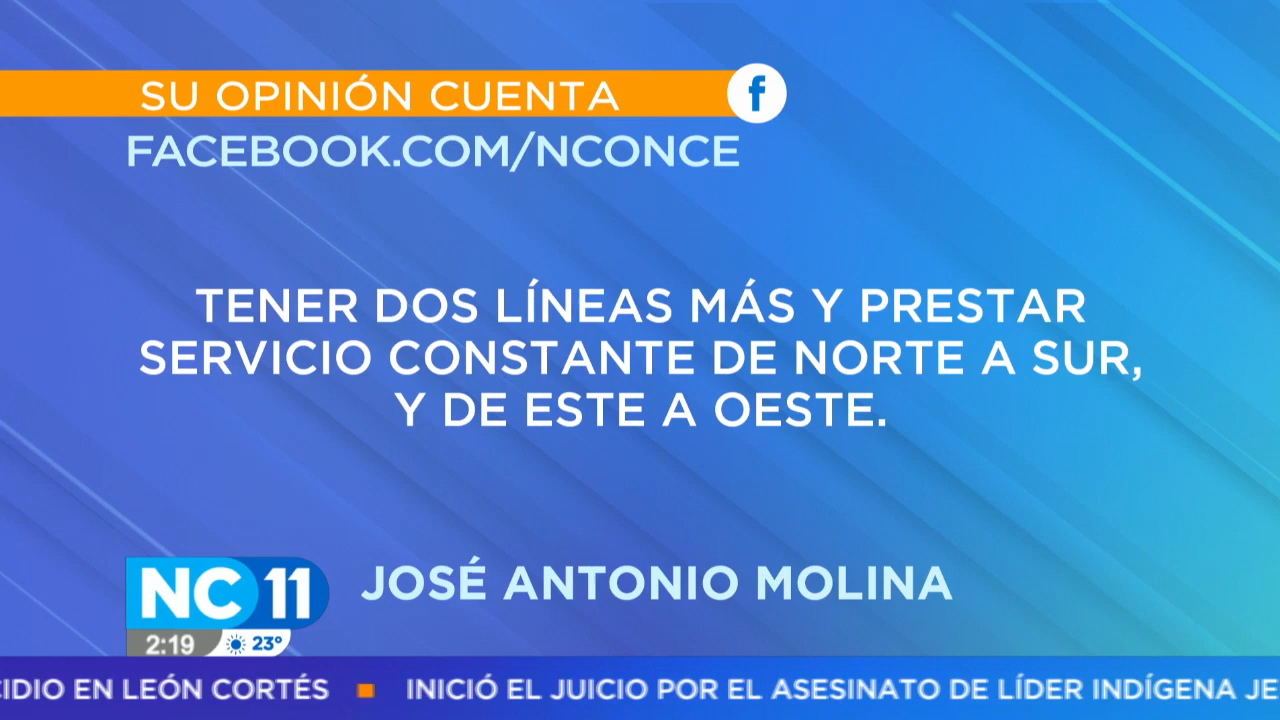 SU OPINIÓN CUENTA
f
FACEBOOK.COM/NCONCE
TENER DOS LÍNEAS MÁS Y PRESTAR
SERVICIO CONSTANTE DE NORTE A SUR,
Y DE ESTE A OESTE.
NC 11
JOSÉ ANTONIO MOLINA
2:19 23°
CIDIO EN LEÓN CORTÉS ■ INICIÓ EL JUICIO POR EL ASESINATO DE LÍDER INDÍGENA JE